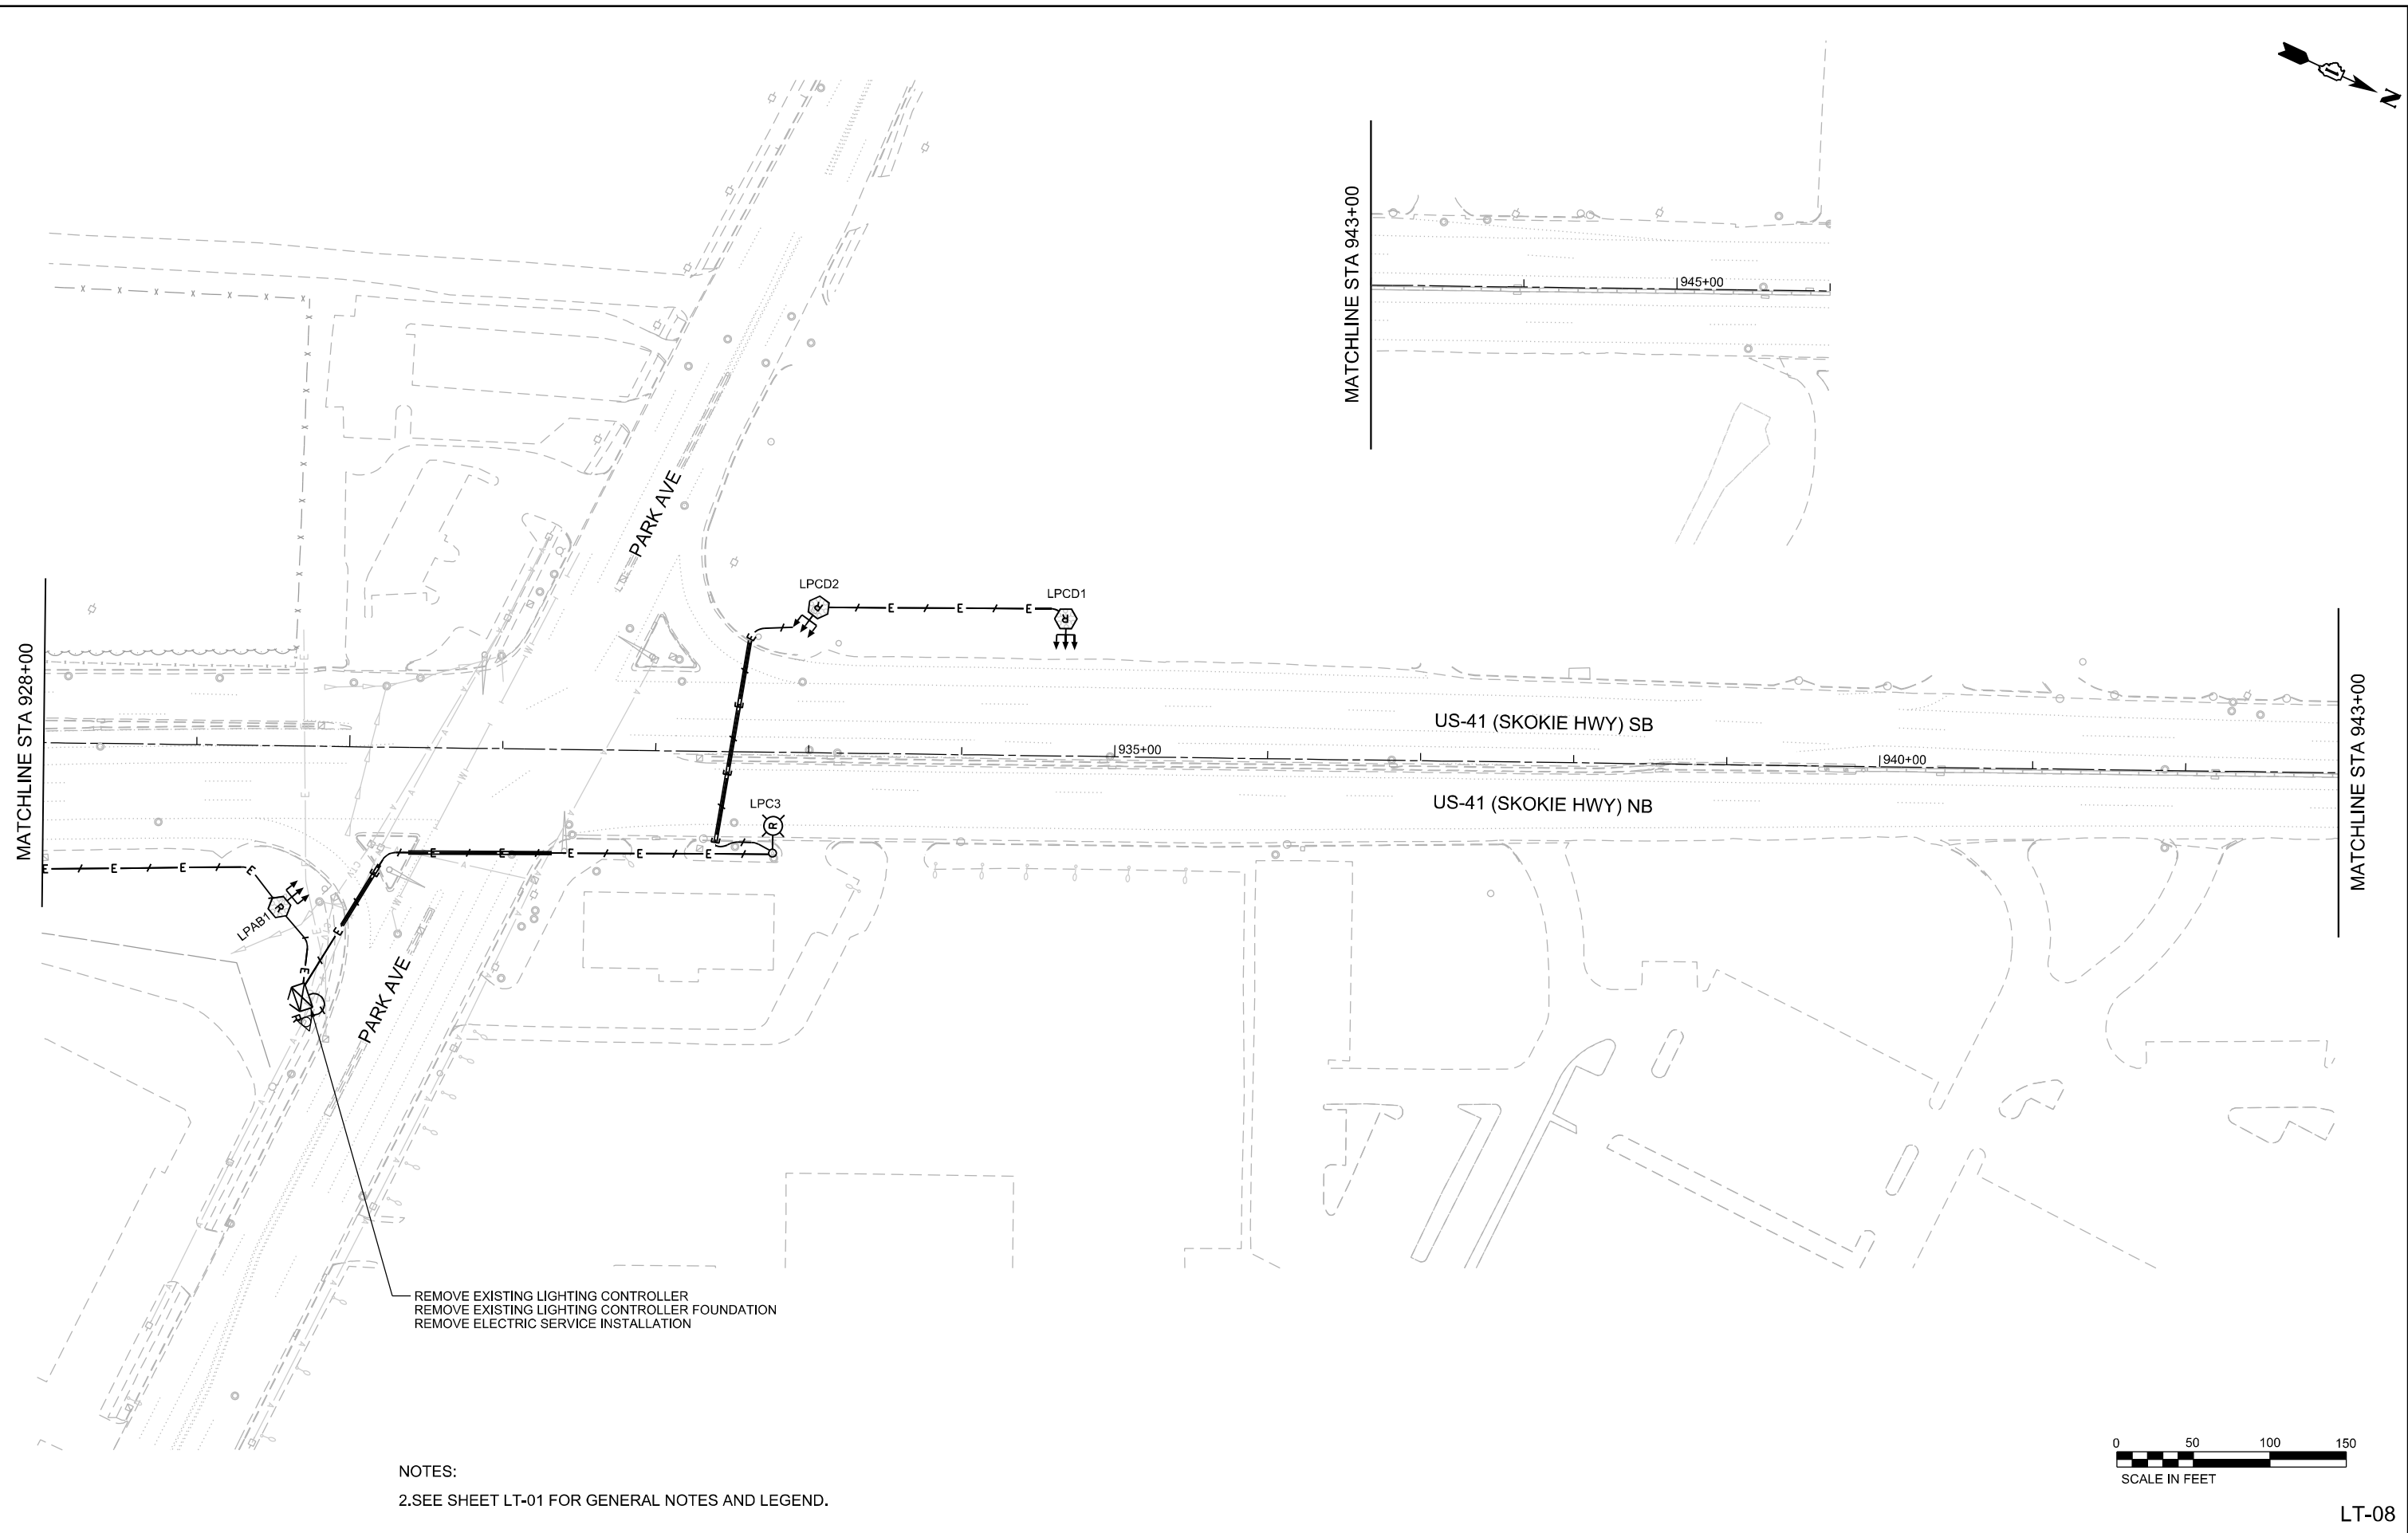 N
MATCHLINE STA 943+00
945+00
PARK AVE
LPCD2
LPCD1
E E E
MATCHLINE STA 928+00
US-41 (SKOKIE HWY) SB
935+00
940+00
MATCHLINE STA 943+00
LPC3
US-41 (SKOKIE HWY) NB
LPAB1
PARK AVE
REMOVE EXISTING LIGHTING CONTROLLER
REMOVE EXISTING LIGHTING CONTROLLER FOUNDATION
REMOVE ELECTRIC SERVICE INSTALLATION
NOTES:
2.SEE SHEET LT-01 FOR GENERAL NOTES AND LEGEND.
0 50 100 150
SCALE IN FEET
LT-08